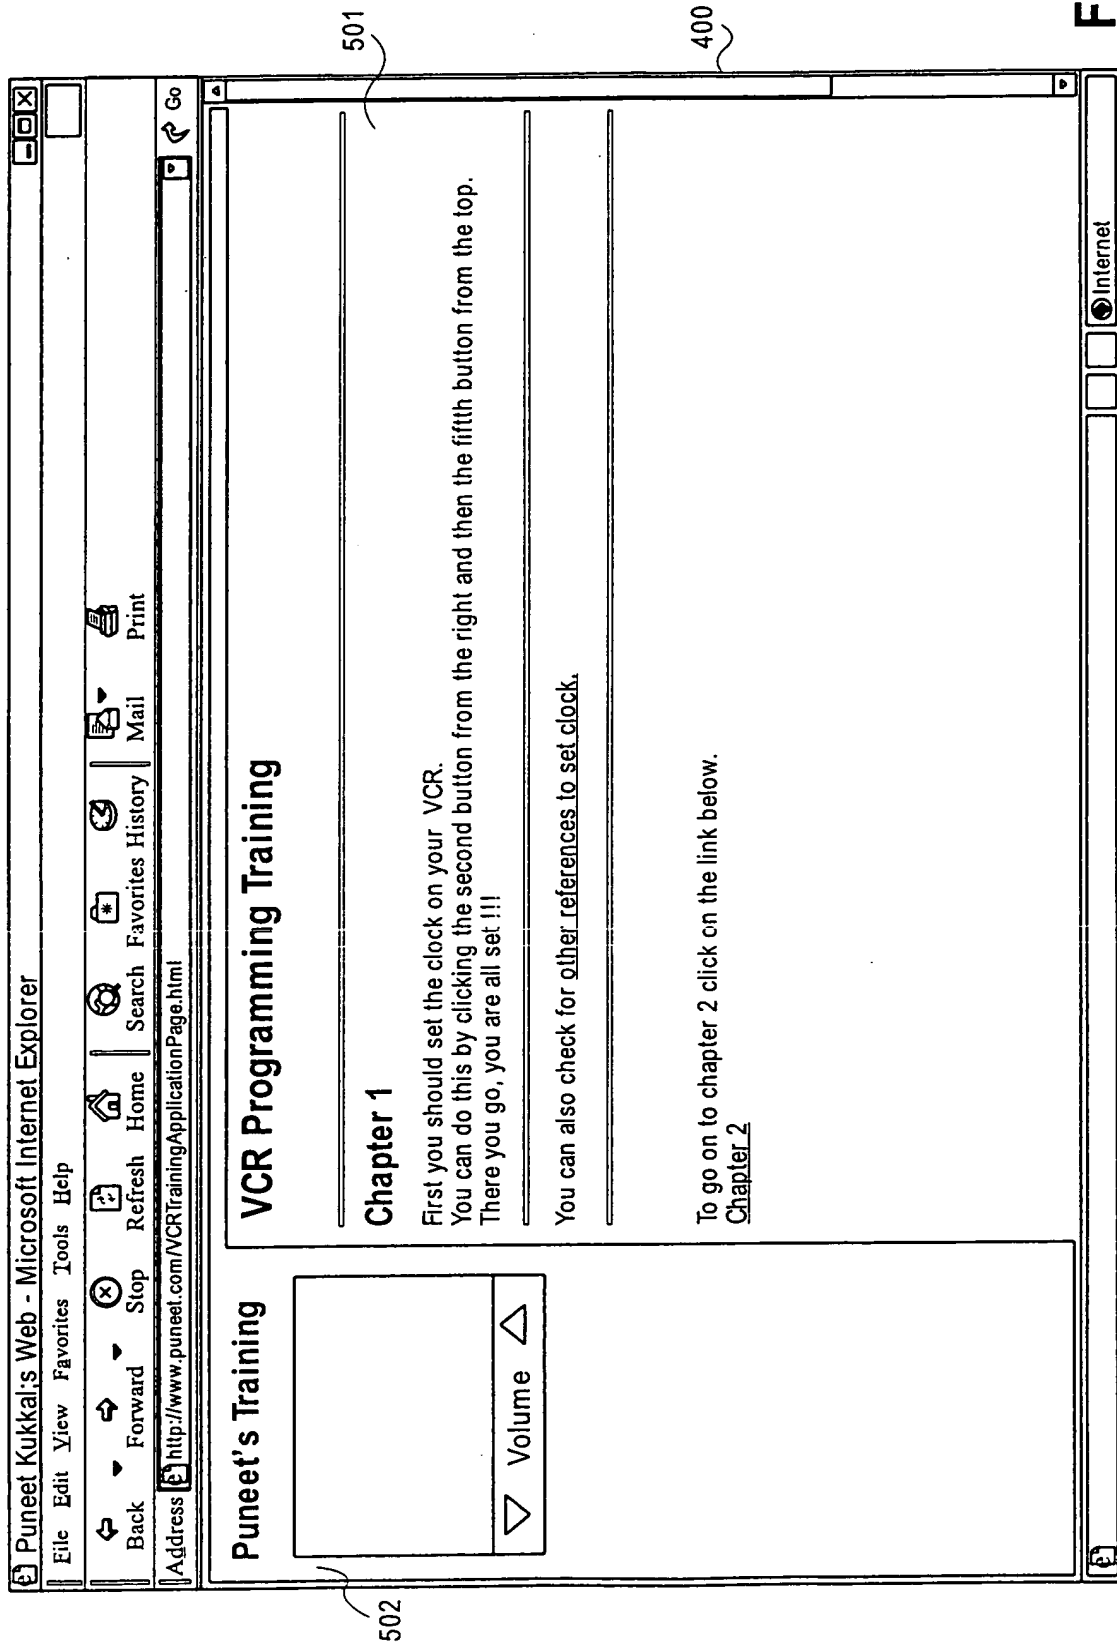 Puneet Kukkal;s Web - Microsoft Internet Explorer
File Edit View Favorites Tools Help
Back Forward Stop Refresh Home Search Favorites History Mail Print
Address http://www.puneet.com/VCRTrainingApplicationPage.html Go
Puneet's Training
Volume
VCR Programming Training
Chapter 1
First you should set the clock on your VCR.
You can do this by clicking the second button from the right and then the fifth button from the top.
There you go, you are all set !!!
You can also check for other references to set clock.
To go on to chapter 2 click on the link below.
Chapter 2
Internet
502
501
400
F